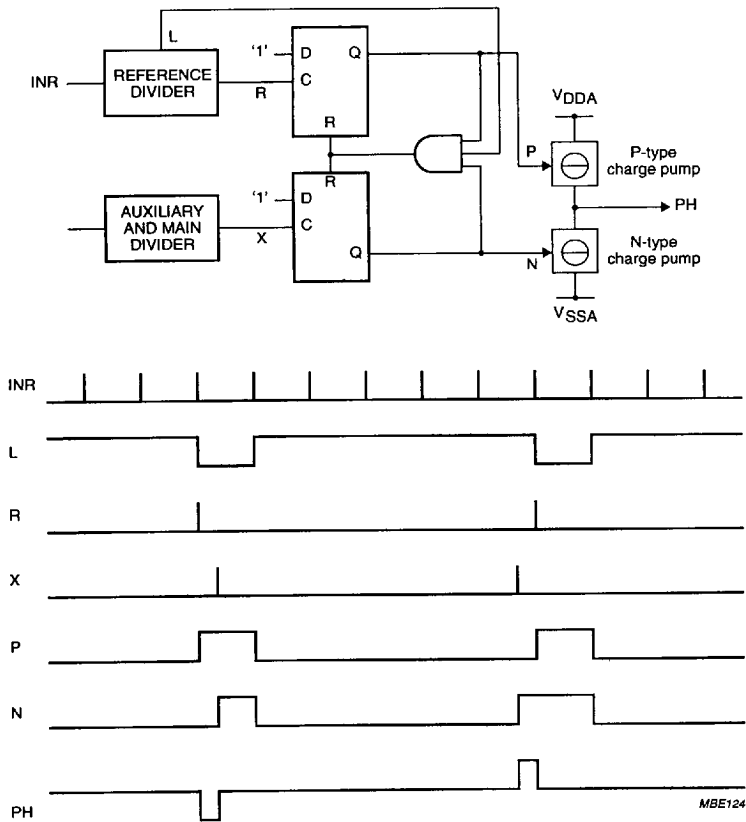 L
INR
REFERENCE
DIVIDER
R
'1'
D
Q
C
R
R
'1'
D
C
Q
AUXILIARY
AND MAIN
DIVIDER
X
P
N
VDDA
P-type
charge pump
PH
N-type
charge pump
VSSA
INR
L
R
X
P
N
PH
MBE124